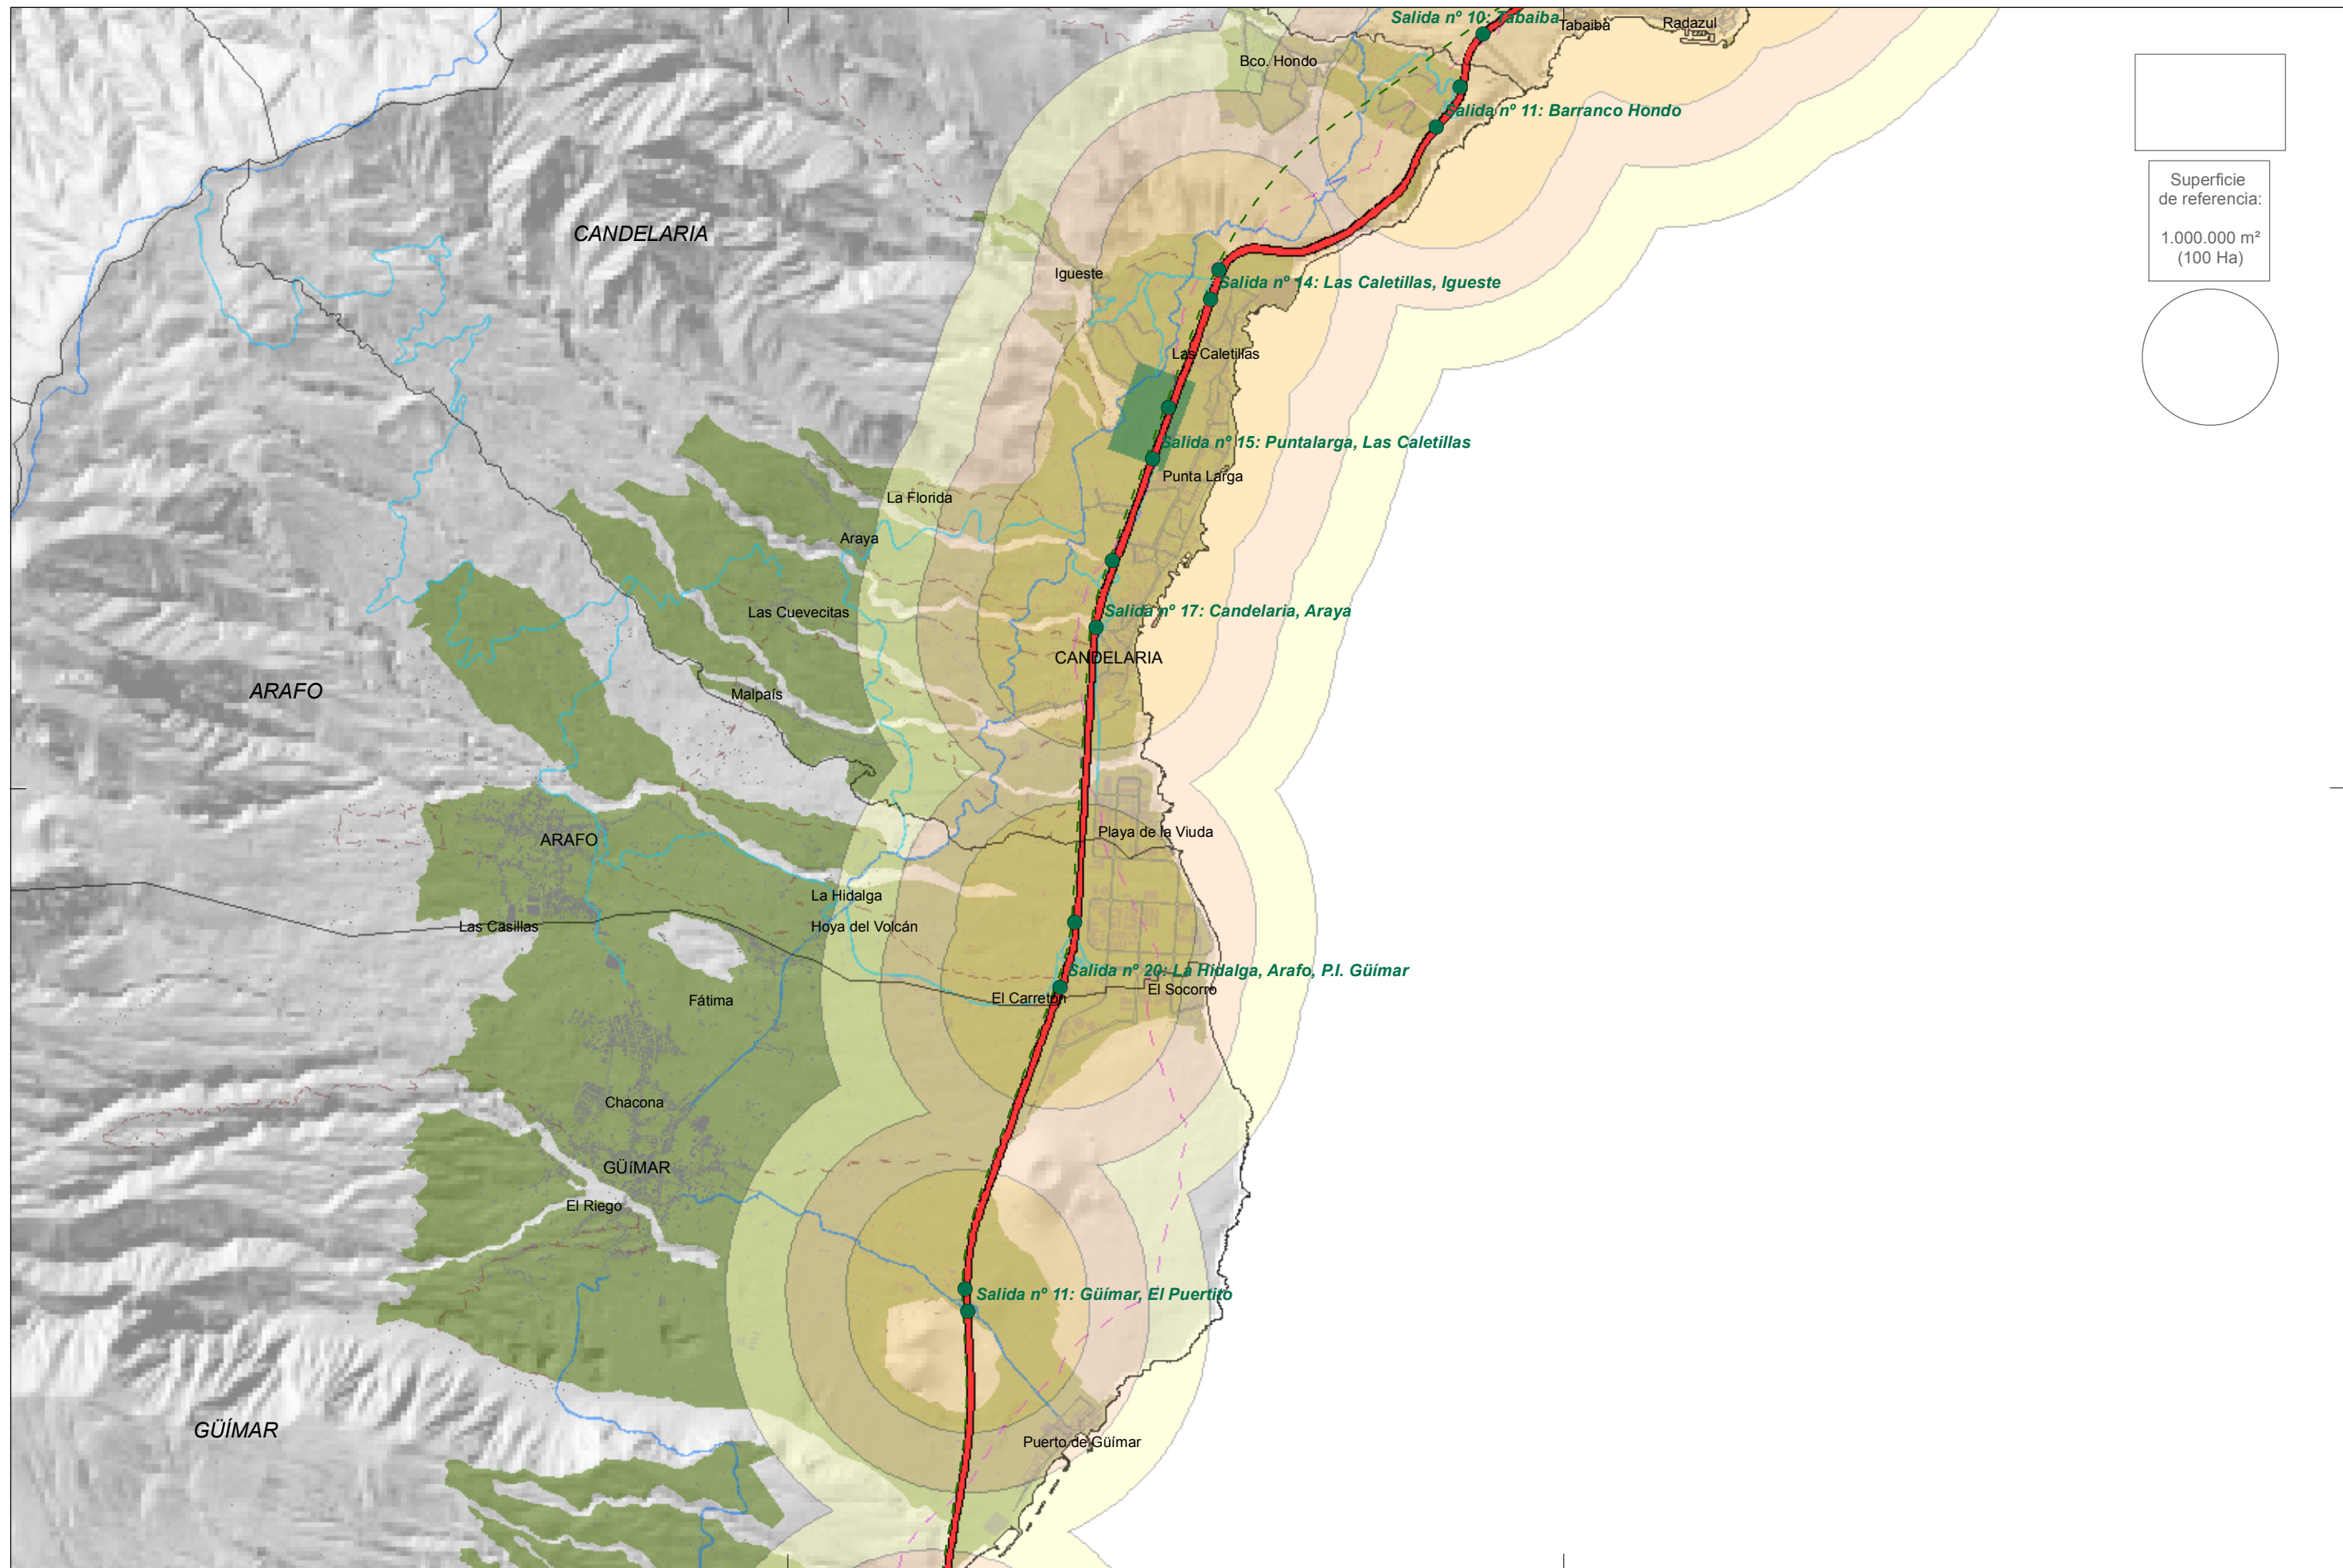 Salida nº 10: Tabaiba
Tabaiba
Radazul
Bco. Hondo
Salida nº 11: Barranco Hondo
Superficie
de referencia:
1.000.000 m²
(100 Ha)
CANDELARIA
Igueste
Salida nº 14: Las Caletillas, Igueste
Las Caletillas
Salida nº 15: Puntalarga, Las Caletillas
Punta Larga
La Florida
Araya
Las Cuevecitas
Salida nº 17: Candelaria, Araya
CANDELARIA
ARAFO
Malpaís
Playa de la Viuda
ARAFO
La Hidalga
Las Casillas
Hoya del Volcán
Salida nº 20: La Hidalga, Arafo, P.I. Güímar
El Socorro
El Carretón
Fátima
Chacona
GÜíMAR
El Riego
Salida nº 11: Güímar, El Puertito
GÜÍMAR
Puerto de Güímar